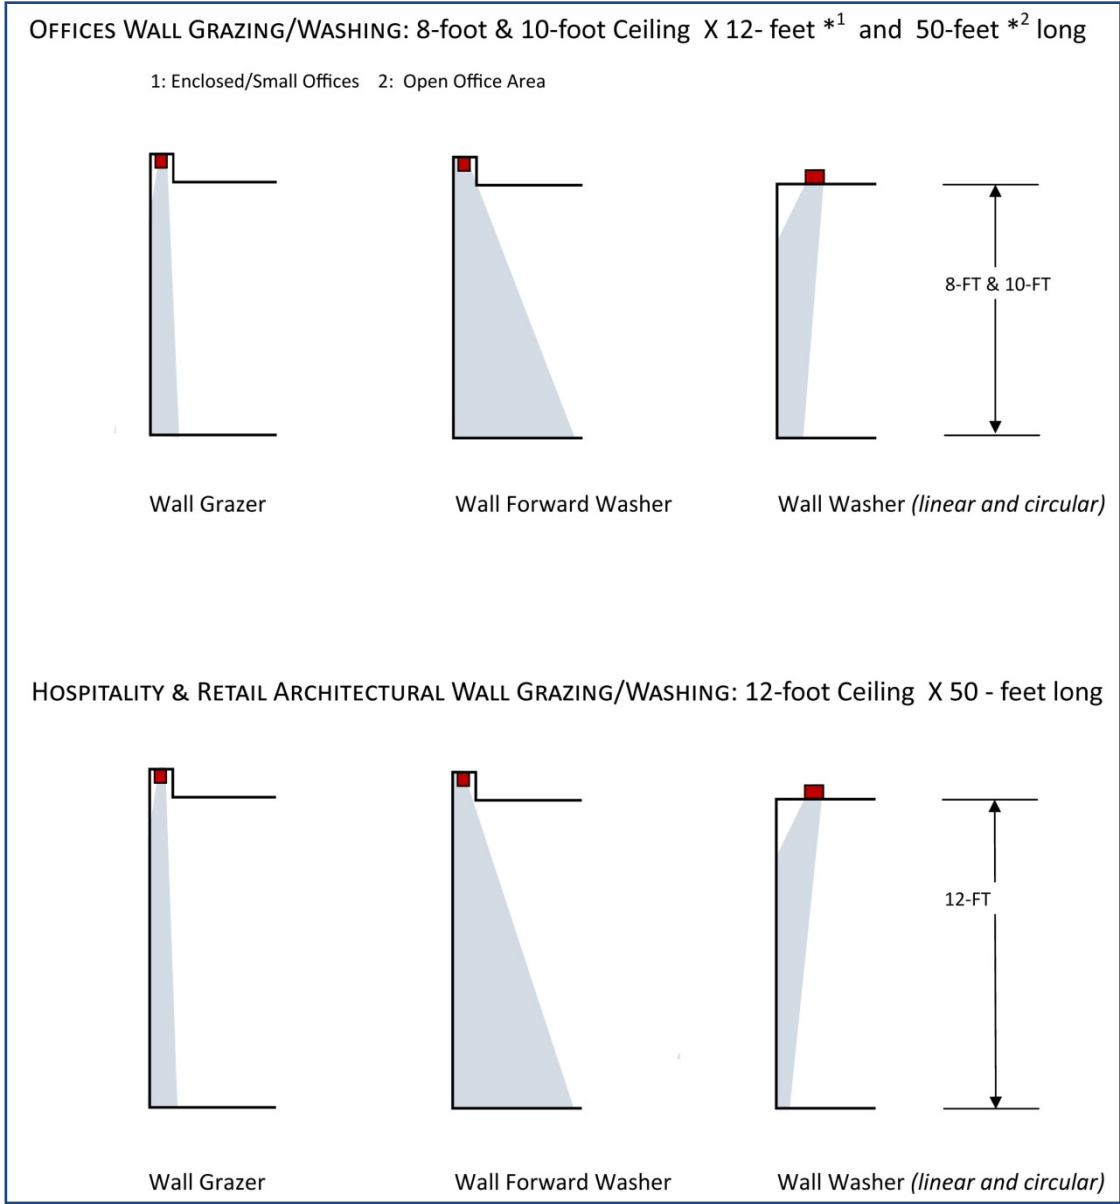 OFFICES WALL GRAZING/WASHING: 8-foot & 10-foot Ceiling X 12- feet *1 and 50-feet *2 long
1: Enclosed/Small Offices 2: Open Office Area
8-FT & 10-FT
Wall Grazer
Wall Forward Washer
Wall Washer (linear and circular)
HOSPITALITY & RETAIL ARCHITECTURAL WALL GRAZING/WASHING: 12-foot Ceiling X 50 - feet long
12-FT
Wall Grazer
Wall Forward Washer
Wall Washer (linear and circular)